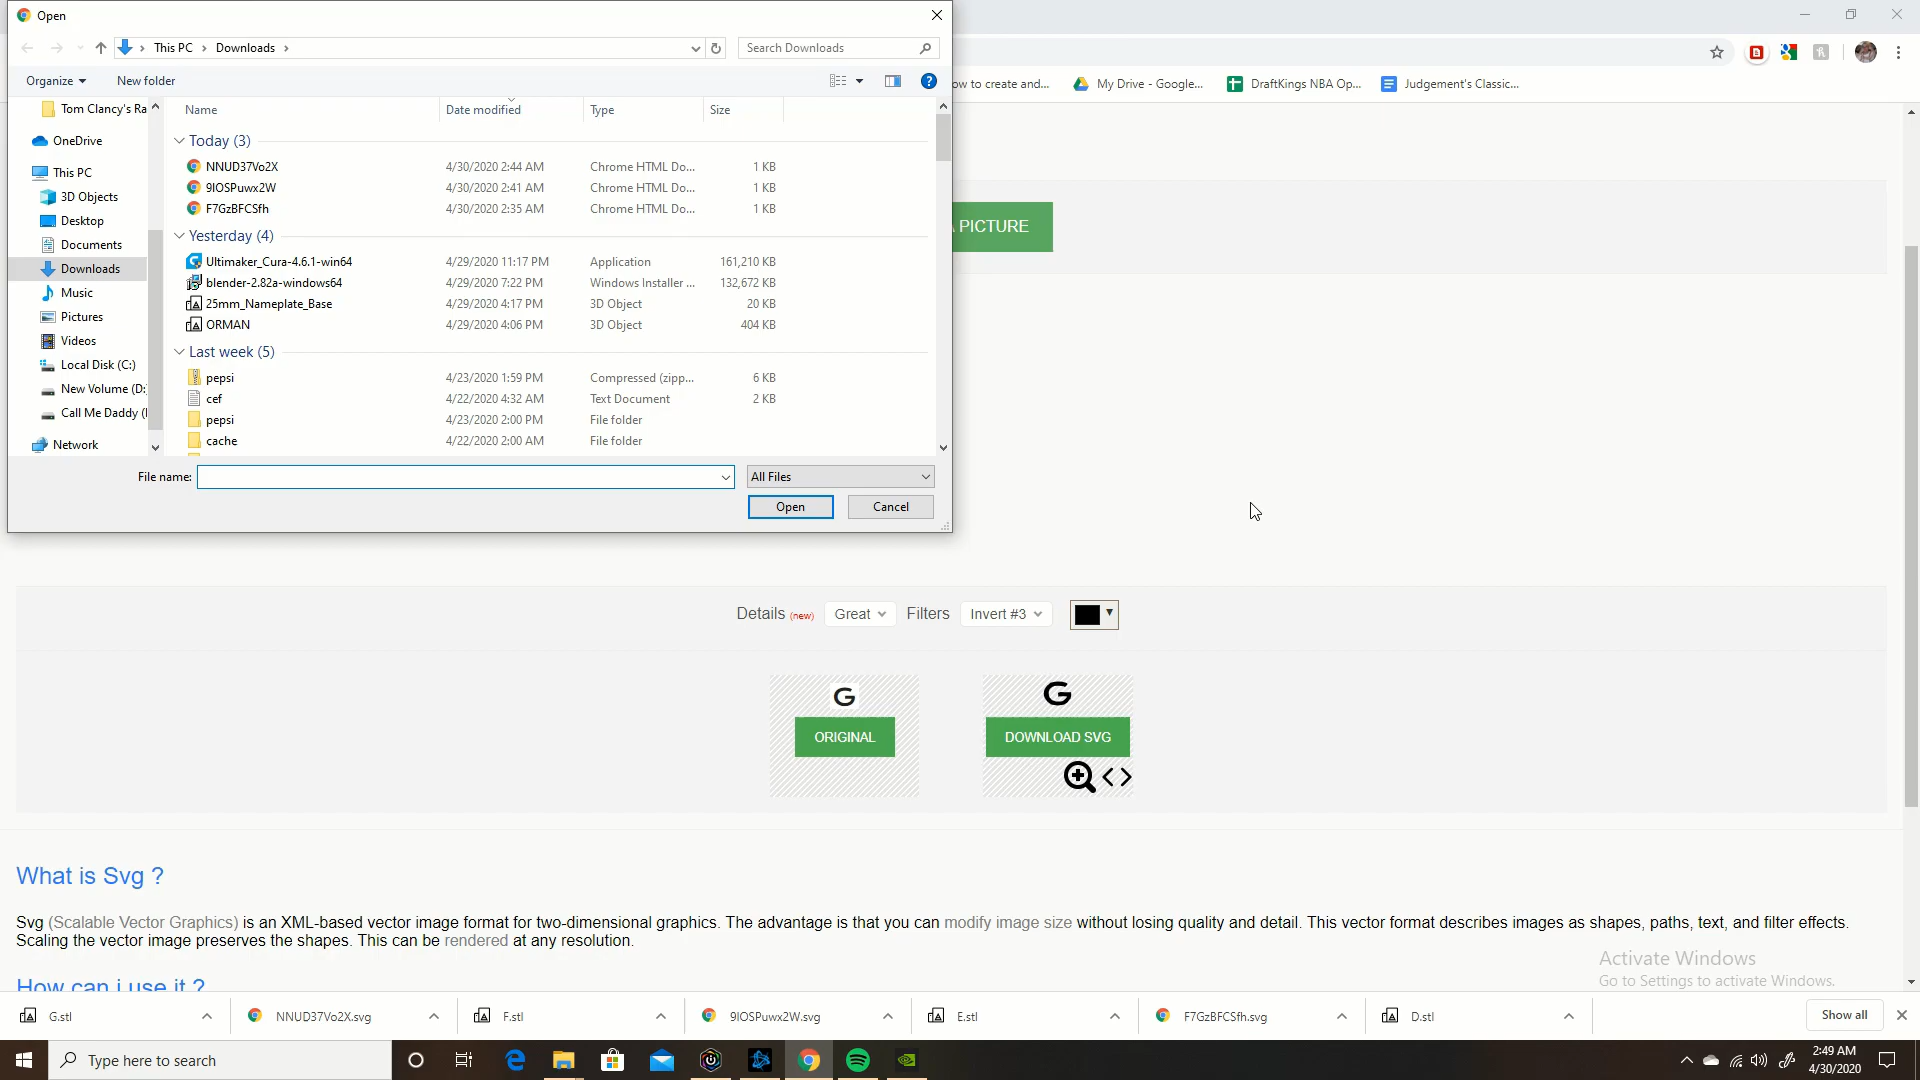 Open
This PC
Downloads
Search Downloads
Organize
New folder
Tom Clancy's Ra
OneDrive
This PC
3D Objects
Desktop
Documents
Downloads
Music
Pictures
Videos
Local Disk (C:)
New Volume (D:
Call Me Daddy (
Network
Name Date modified Type Size
Today (3)
NNUD37Vo2X 4/30/2020 2:44 AM Chrome HTML Do... 1 KB
9IOSPuwx2W 4/30/2020 2:41 AM Chrome HTML Do... 1 KB
F7GzBFCSfh 4/30/2020 2:35 AM Chrome HTML Do... 1 KB
Yesterday (4)
Ultimaker_Cura-4.6.1-win64 4/29/2020 11:17 PM Application 161,210 KB
blender-2.82a-windows64 4/29/2020 7:22 PM Windows Installer ... 132,672 KB
25mm_Nameplate_Base 4/29/2020 4:17 PM 3D Object 20 KB
ORMAN 4/29/2020 4:06 PM 3D Object 404 KB
Last week (5)
pepsi 4/23/2020 1:59 PM Compressed (zipp... 6 KB
cef 4/22/2020 4:32 AM Text Document 2 KB
pepsi 4/23/2020 2:00 PM File folder
cache 4/22/2020 2:00 AM File folder
File name:
All Files
Open
Cancel
ow to create and...
My Drive - Google...
DraftKings NBA Op...
Judgement's Classic...
A PICTURE
Details (new) Great Filters Invert #3
G
ORIGINAL
G
DOWNLOAD SVG
What is Svg ?
Svg (Scalable Vector Graphics) is an XML-based vector image format for two-dimensional graphics. The advantage is that you can modify image size without losing quality and detail. This vector format describes images as shapes, paths, text, and filter effects.
Scaling the vector image preserves the shapes. This can be rendered at any resolution.
How can i use it ?
Activate Windows
Go to Settings to activate Windows.
G.stl
NNUD37Vo2X.svg
F.stl
9IOSPuwx2W.svg
E.stl
F7GzBFCSfh.svg
D.stl
Show all
Type here to search
2:49 AM
4/30/2020